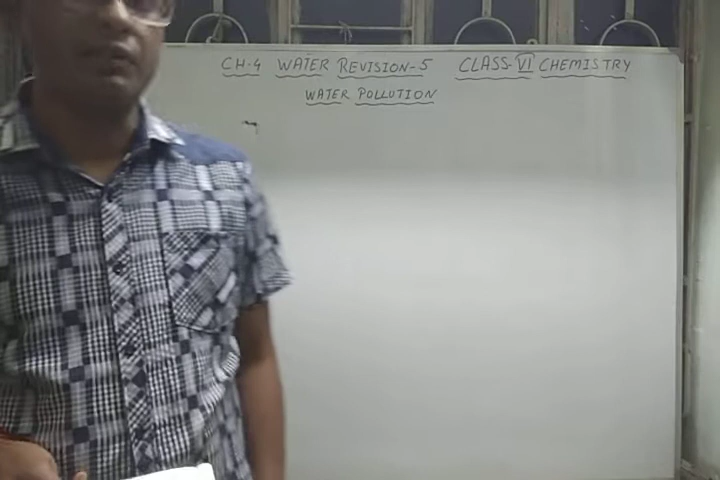 CH-4 WATER REVISION-5 CLASS-VI CHEMISTRY
WATER POLLUTION